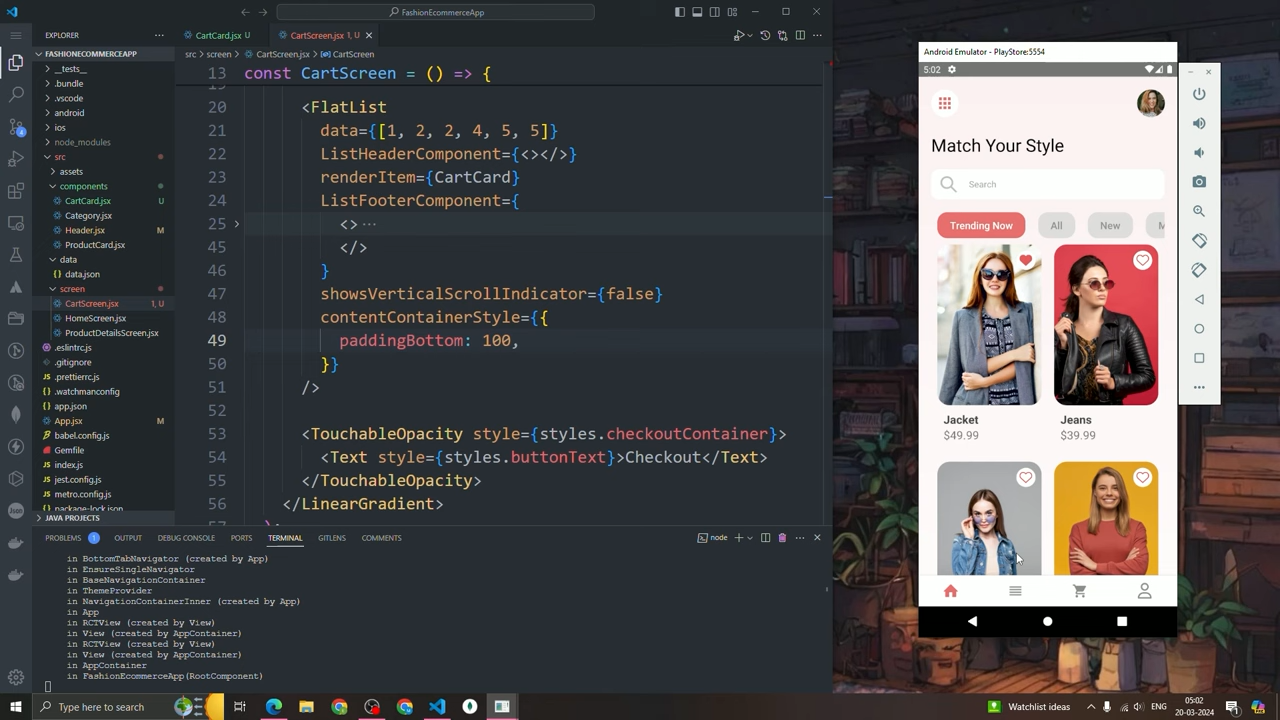 FashionEcommerceApp
EXPLORER
CartCard.jsx U
CartScreen.jsx 1, U
FASHIONECOMMERCEAPP
src > screen > CartScreen.jsx > CartScreen
__tests__
.bundle
.vscode
android
ios
node_modules
src
assets
components
CartCard.jsx U
Category.jsx
Header.jsx M
ProductCard.jsx
data
data.json
screen
CartScreen.jsx 1, U
HomeScreen.jsx
ProductDetailsScreen.jsx
.eslintrc.js
.gitignore
.prettierrc.js
.watchmanconfig
app.json
App.jsx M
babel.config.js
Gemfile
index.js
jest.config.js
metro.config.js
package-lock.json
JAVA PROJECTS
13 const CartScreen = () => {
20 <FlatList
21 data={[1, 2, 2, 4, 5, 5]}
22 ListHeaderComponent={<></>}
23 renderItem={CartCard}
24 ListFooterComponent={
25 <> ···
45 </>
46 }
47 showsVerticalScrollIndicator={false}
48 contentContainerStyle={{
49 paddingBottom: 100,
50 }}
51 />
52
53 <TouchableOpacity style={styles.checkoutContainer}>
54 <Text style={styles.buttonText}>Checkout</Text>
55 </TouchableOpacity>
56 </LinearGradient>
PROBLEMS 1 OUTPUT DEBUG CONSOLE PORTS TERMINAL GITLENS COMMENTS
node
in BottomTabNavigator (created by App)
in EnsureSingleNavigator
in BaseNavigationContainer
in ThemeProvider
in NavigationContainerInner (created by App)
in App
in RCTView (created by View)
in View (created by AppContainer)
in RCTView (created by View)
in View (created by AppContainer)
in AppContainer
in FashionEcommerceApp(RootComponent)
Android Emulator - PlayStore:5554
5:02
Match Your Style
Search
Trending Now
All
New
M
Jacket
Jeans
$49.99
$39.99
Type here to search
Watchlist ideas
ENG
05:02
20-03-2024